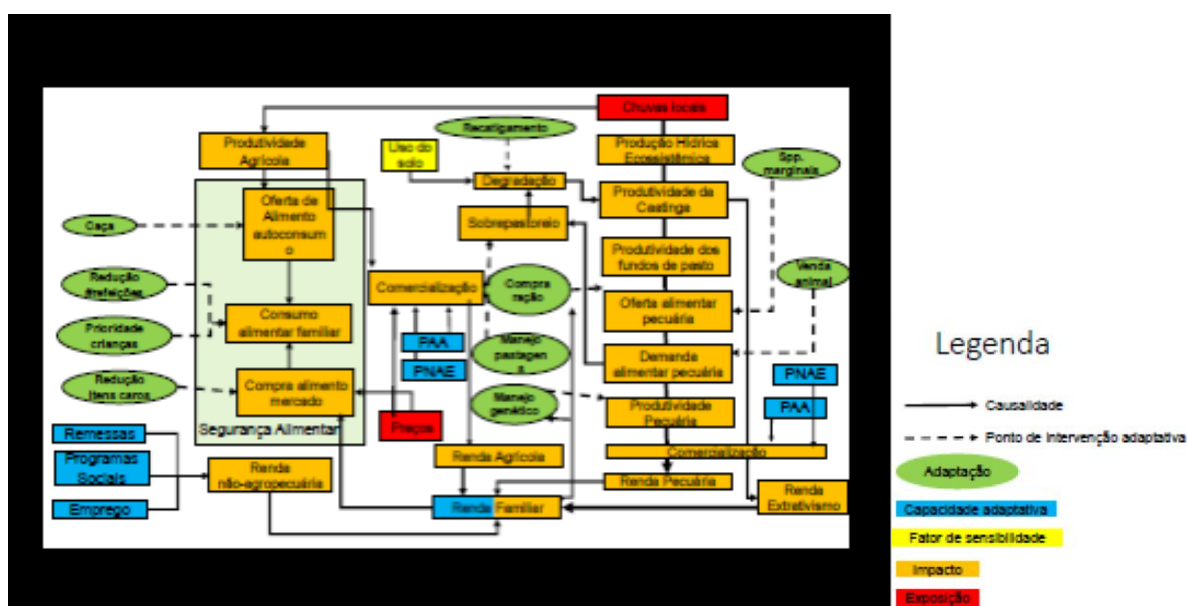 Chuvas locais
Recatigamento
Produtividade
Agrícola
Uso do
solo
Produção Hídrica
Ecossistêmica
Spp.
marginais
Degradação
Produtividade da
Caatinga
Oferta de
Alimento
autoconsum
o
Caça
Sobrepastoreio
Produtividade dos
fundos de pasto
Redução
#refeições
Comercialização
Compra
ração
Venda
animal
Oferta alimentar
pecuária
Prioridade
crianças
Consumo
alimentar familiar
PAA
PNAE
Manejo
pastagen
s
Demanda
alimentar pecuária
PNAE
Redução
itens caros
Compra alimento
mercado
Manejo
genético
Produtividade
Pecuária
PAA
Segurança Alimentar
Preços
Remessas
Renda Agrícola
Comercialização
Programas
Sociais
Renda
não-agropecuária
Renda Pecuária
Renda
Extrativismo
Emprego
Renda Familiar
Legenda
Causalidade
Ponto de intervenção adaptativa
Adaptação
Capacidade adaptativa
Fator de sensibilidade
Impacto
Exposição